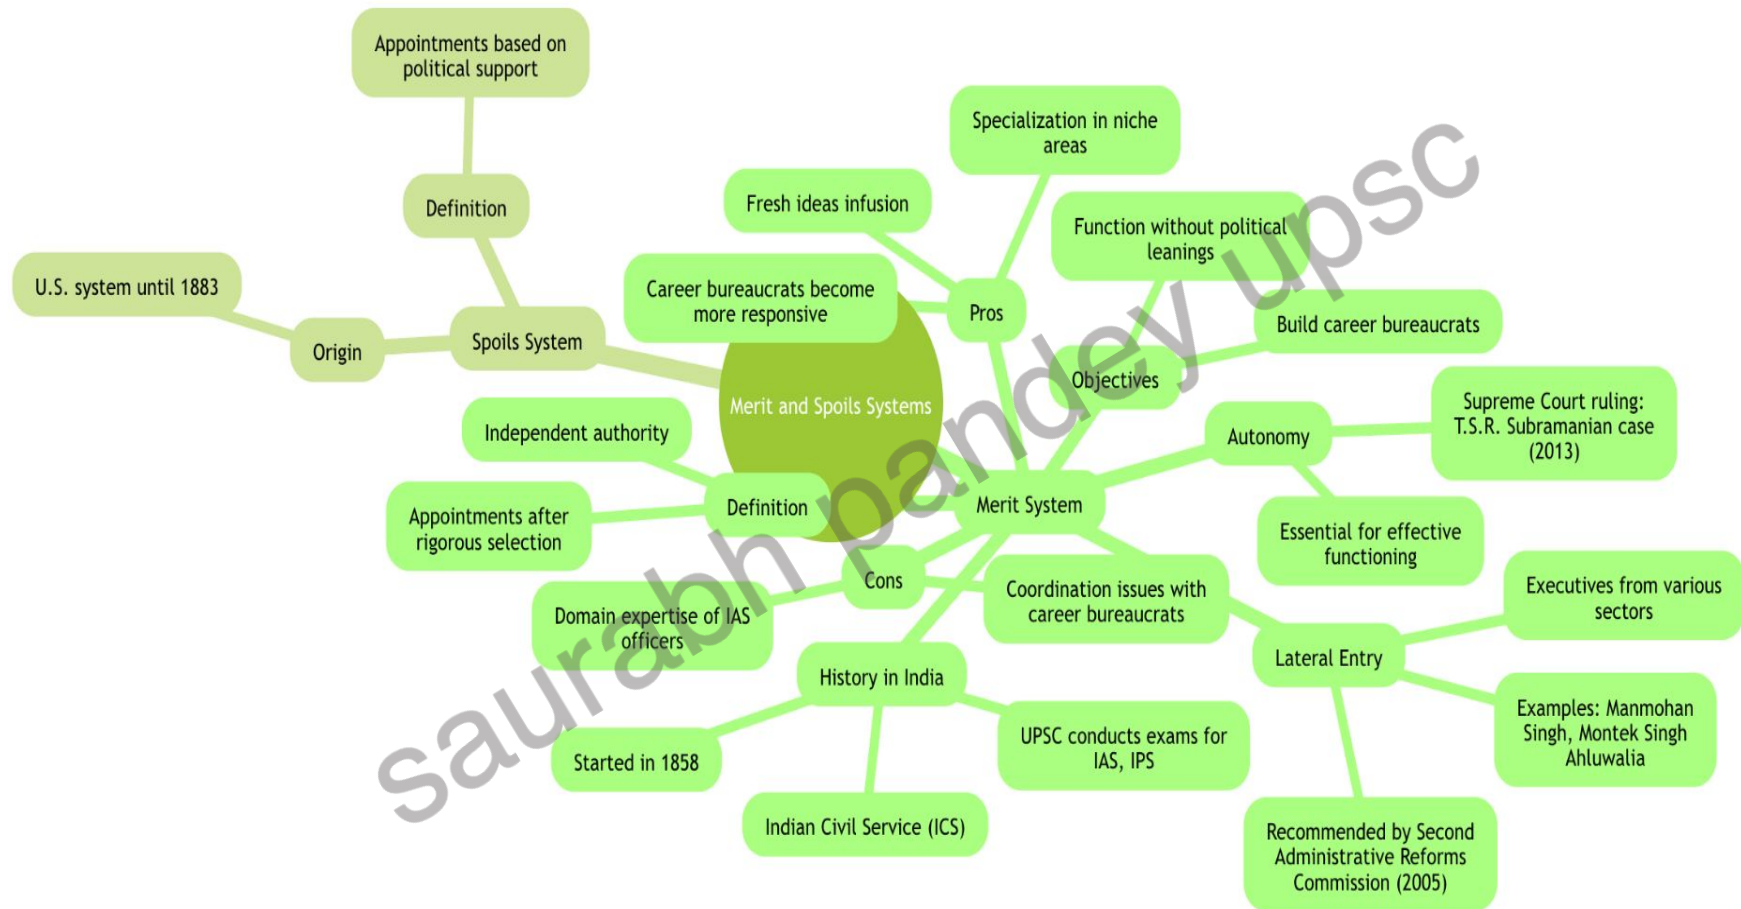 Appointments based on
political support
Definition
U.S. system until 1883
Origin
Spoils System
Merit and Spoils Systems
Specialization in niche
areas
Fresh ideas infusion
Career bureaucrats become
more responsive
Pros
Function without political
leanings
Build career bureaucrats
Objectives
Supreme Court ruling:
T.S.R. Subramanian case
(2013)
Autonomy
Essential for effective
functioning
Merit System
Independent authority
Appointments after
rigorous selection
Definition
Cons
Domain expertise of IAS
officers
Coordination issues with
career bureaucrats
History in India
Started in 1858
Indian Civil Service (ICS)
UPSC conducts exams for
IAS, IPS
Lateral Entry
Executives from various
sectors
Examples: Manmohan
Singh, Montek Singh
Ahluwalia
Recommended by Second
Administrative Reforms
Commission (2005)
saurabh pandey upsc